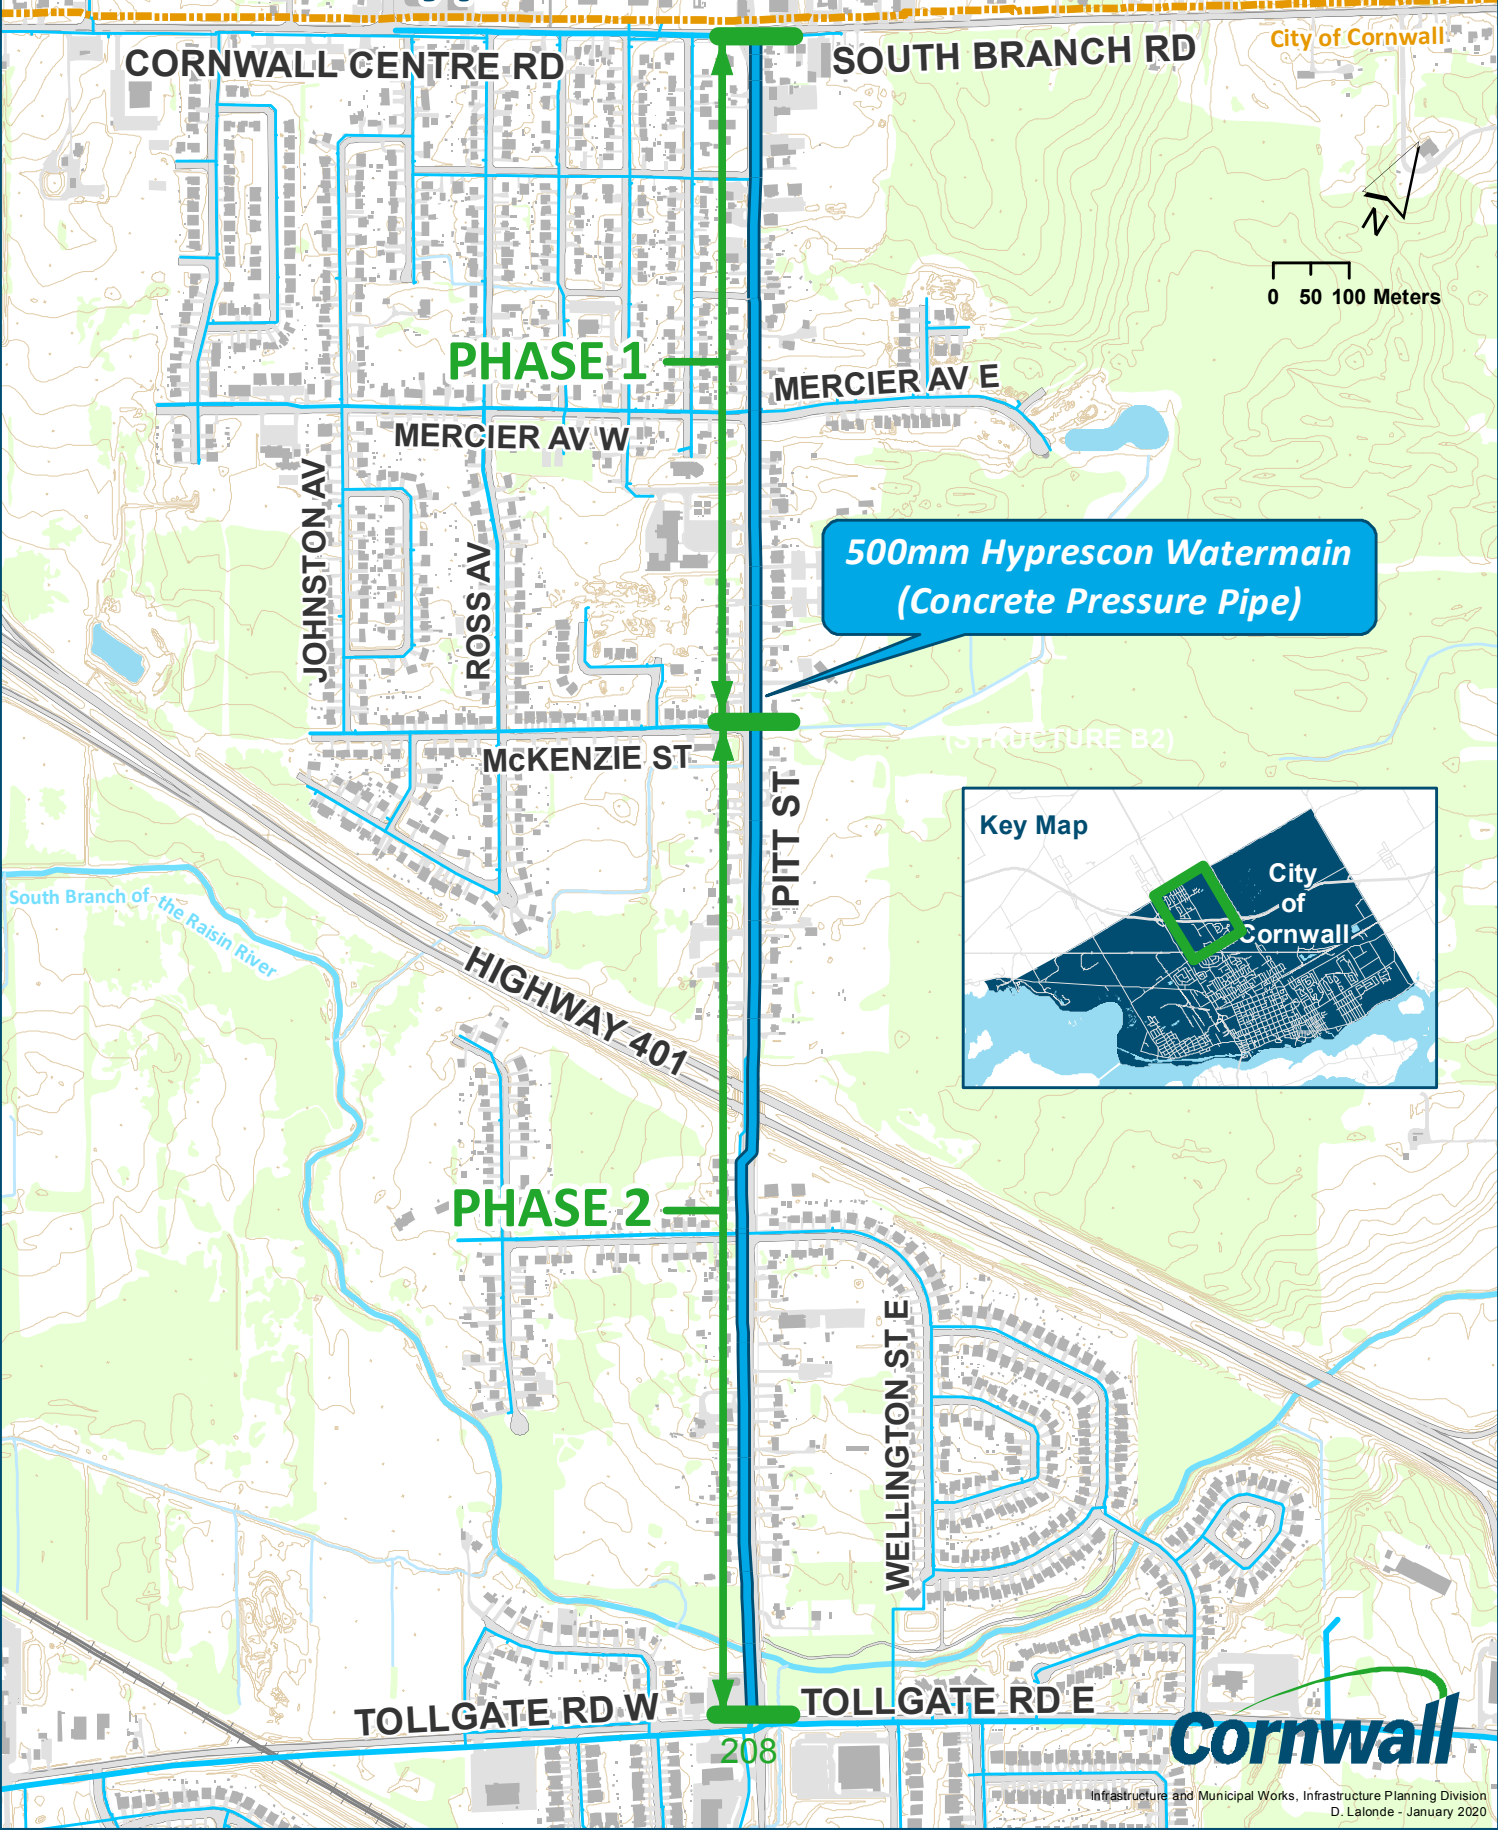 CORNWALL CENTRE RD
SOUTH BRANCH RD
City of Cornwall
N
0 50 100 Meters
PHASE 1
MERCIER AV E
MERCIER AV W
JOHNSTON AV
ROSS AV
500mm Hyprescon Watermain
(Concrete Pressure Pipe)
McKENZIE ST
(STRUCTURE B2)
PITT ST
Key Map
City
of
Cornwall
South Branch of the Raisin River
HIGHWAY 401
PHASE 2
WELLINGTON ST E
TOLLGATE RD W
TOLLGATE RD E
208
Cornwall
Infrastructure and Municipal Works, Infrastructure Planning Division
D. Lalonde - January 2020